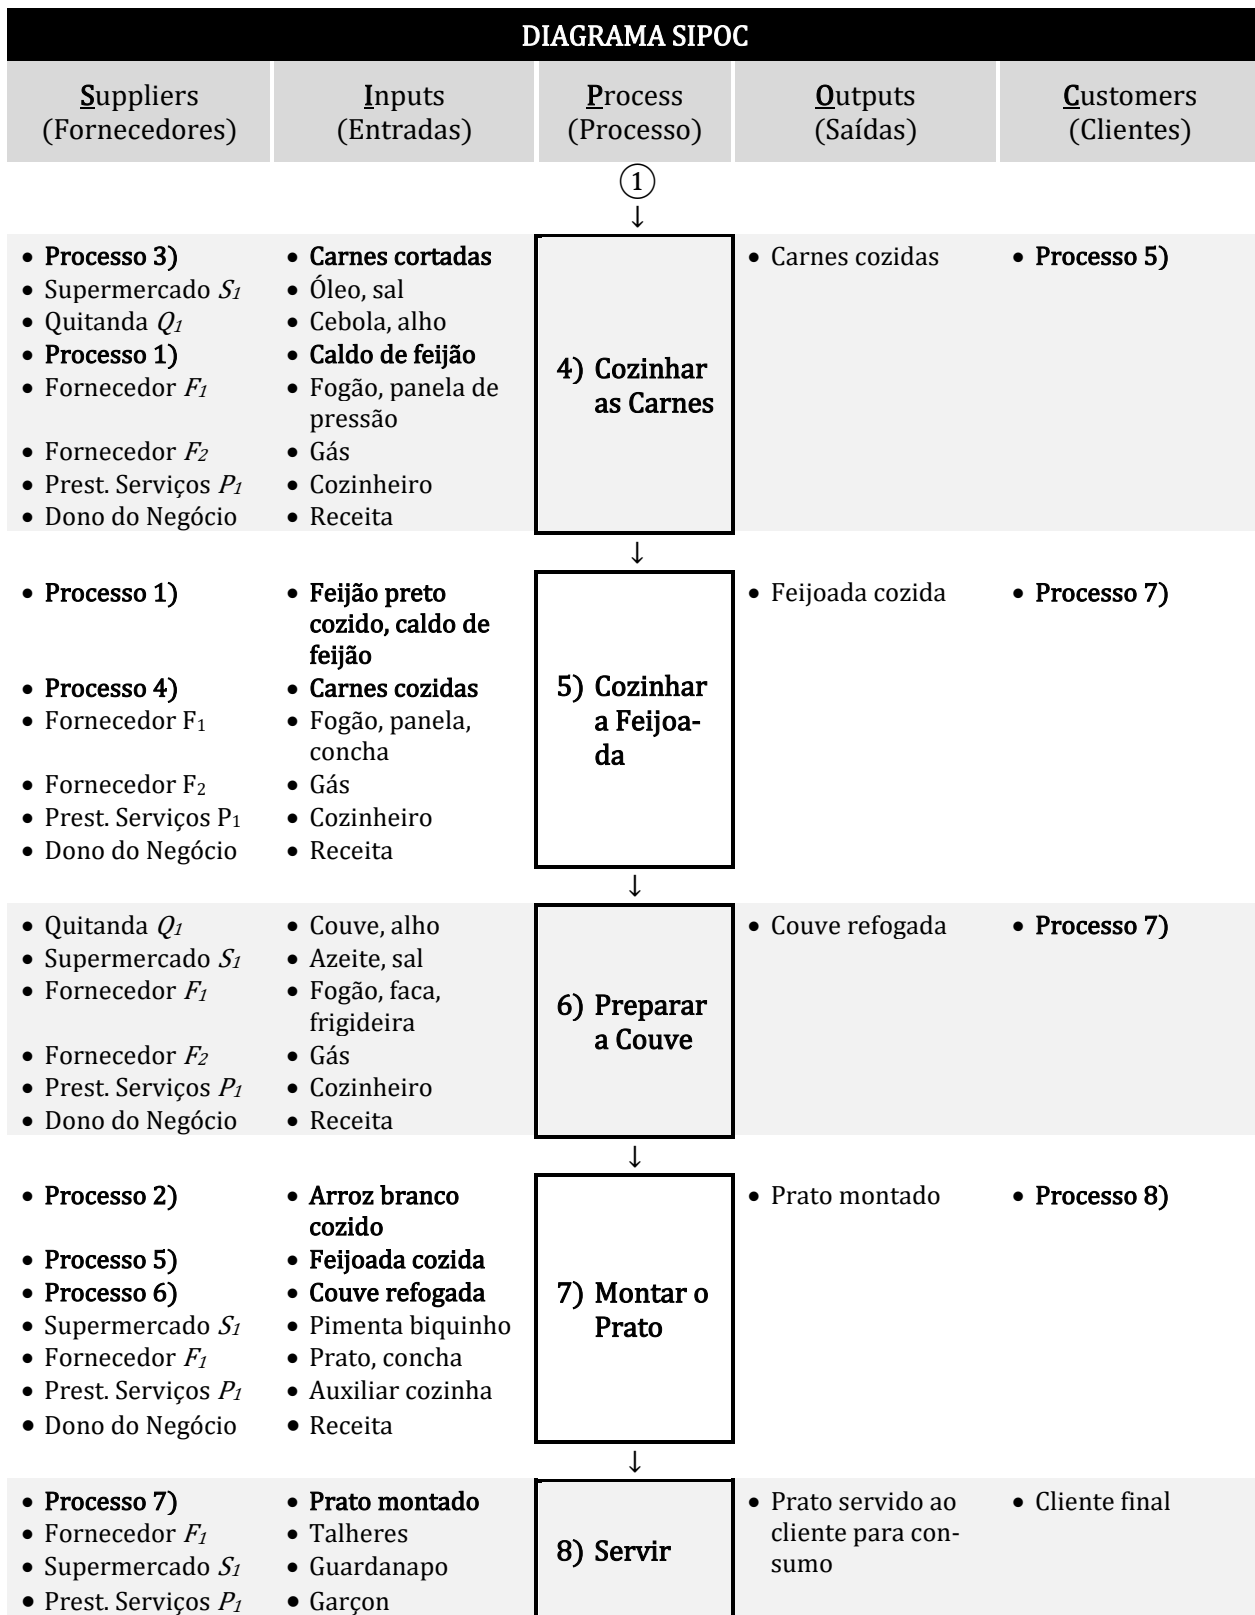 DIAGRAMA SIPOC
Suppliers
(Fornecedores)
Inputs
(Entradas)
Process
(Processo)
Outputs
(Saídas)
Customers
(Clientes)
1
↓
• Processo 3)
• Supermercado S1
• Quitanda Q1
• Processo 1)
• Fornecedor F1
• Fornecedor F2
• Prest. Serviços P1
• Dono do Negócio
• Carnes cortadas
• Óleo, sal
• Cebola, alho
• Caldo de feijão
• Fogão, panela de
pressão
• Gás
• Cozinheiro
• Receita
4) Cozinhar
as Carnes
• Carnes cozidas
• Processo 5)
↓
• Processo 1)
• Processo 4)
• Fornecedor F1
• Fornecedor F2
• Prest. Serviços P1
• Dono do Negócio
• Feijão preto
cozido, caldo de
feijão
• Carnes cozidas
• Fogão, panela,
concha
• Gás
• Cozinheiro
• Receita
5) Cozinhar
a Feijoa-
da
• Feijoada cozida
• Processo 7)
↓
• Quitanda Q1
• Supermercado S1
• Fornecedor F1
• Fornecedor F2
• Prest. Serviços P1
• Dono do Negócio
• Couve, alho
• Azeite, sal
• Fogão, faca,
frigideira
• Gás
• Cozinheiro
• Receita
6) Preparar
a Couve
• Couve refogada
• Processo 7)
↓
• Processo 2)
• Processo 5)
• Processo 6)
• Supermercado S1
• Fornecedor F1
• Prest. Serviços P1
• Dono do Negócio
• Arroz branco
cozido
• Feijoada cozida
• Couve refogada
• Pimenta biquinho
• Prato, concha
• Auxiliar cozinha
• Receita
7) Montar o
Prato
• Prato montado
• Processo 8)
↓
• Processo 7)
• Fornecedor F1
• Supermercado S1
• Prest. Serviços P1
• Prato montado
• Talheres
• Guardanapo
• Garçon
8) Servir
• Prato servido ao
cliente para con-
sumo
• Cliente final